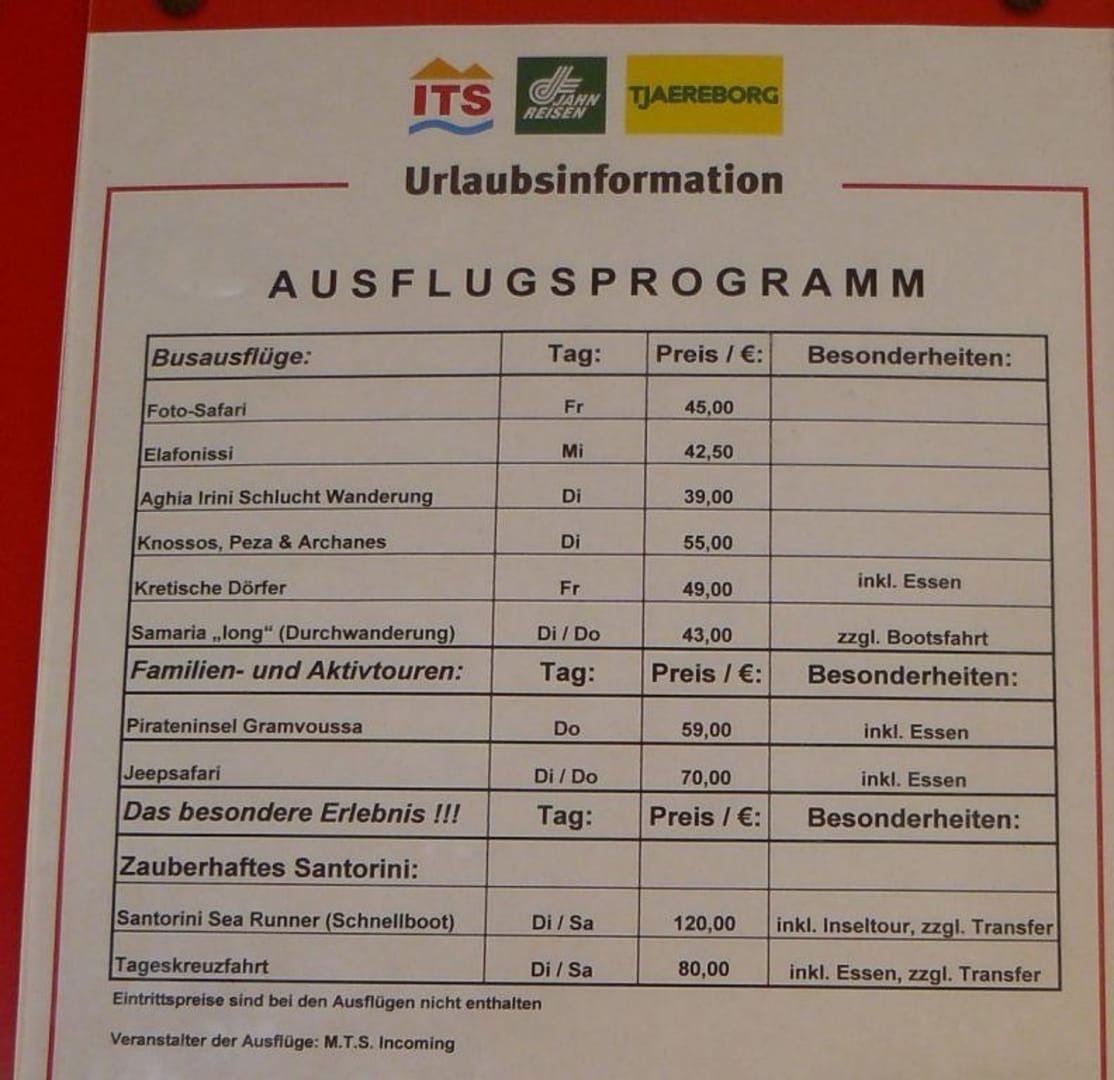 ITS JAHN REISEN TJAEREBORG
Urlaubsinformation
AUSFLUGSPROGRAMM
Busausflüge: Tag: Preis / €: Besonderheiten:
Foto-Safari Fr 45,00
Elafonissi Mi 42,50
Aghia Irini Schlucht Wanderung Di 39,00
Knossos, Peza & Archanes Di 55,00
Kretische Dörfer Fr 49,00 inkl. Essen
Samaria „long“ (Durchwanderung) Di / Do 43,00 zzgl. Bootsfahrt
Familien- und Aktivtouren: Tag: Preis / €: Besonderheiten:
Pirateninsel Gramvoussa Do 59,00 inkl. Essen
Jeepsafari Di / Do 70,00 inkl. Essen
Das besondere Erlebnis !!! Tag: Preis / €: Besonderheiten:
Zauberhaftes Santorini:
Santorini Sea Runner (Schnellboot) Di / Sa 120,00 inkl. Inseltour, zzgl. Transfer
Tageskreuzfahrt Di / Sa 80,00 inkl. Essen, zzgl. Transfer
Eintrittspreise sind bei den Ausflügen nicht enthalten
Veranstalter der Ausflüge: M.T.S. Incoming